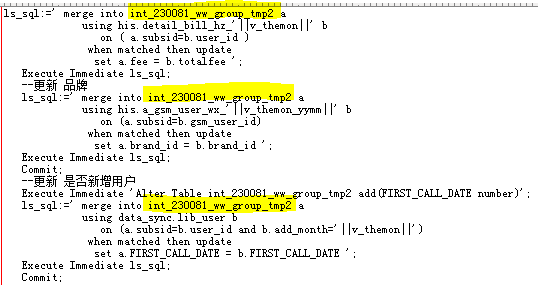 ls_sql:=' merge into int_230081_ww_group_tmp2 a
using his.detail_bill_hz_'||v_themon||' b
on ( a.subsid=b.user_id )
when matched then update
set a.fee = b.totalfee ';
Execute Immediate ls_sql;
--更新 品牌
ls_sql:=' merge into int_230081_ww_group_tmp2 a
using his.a_gsm_user_wx_'||v_themon_yymm||' b
on (a.subsid=b.gsm_user_id)
when matched then update
set a.brand_id = b.brand_id ';
Execute Immediate ls_sql;
Commit;
--更新 是否新增用户
Execute Immediate 'Alter Table int_230081_ww_group_tmp2 add(FIRST_CALL_DATE number)';
ls_sql:=' merge into int_230081_ww_group_tmp2 a
using data_sync.lib_user b
on (a.subsid=b.user_id and b.add_month='||v_themon||')
when matched then update
set a.FIRST_CALL_DATE = b.FIRST_CALL_DATE ';
Execute Immediate ls_sql;
Commit;